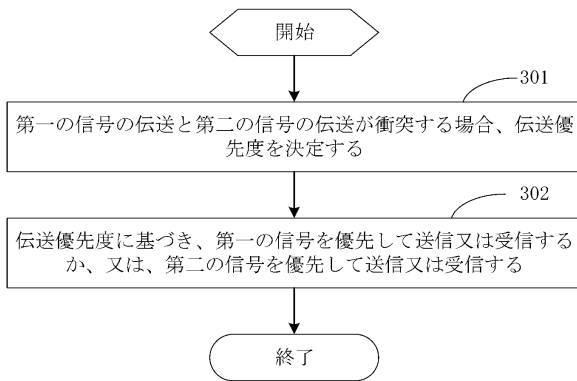 開始
301
第一の信号の伝送と第二の信号の伝送が衝突する場合、伝送優
先度を決定する
302
伝送優先度に基づき、第一の信号を優先して送信又は受信する
か、又は、第二の信号を優先して送信又は受信する
終了